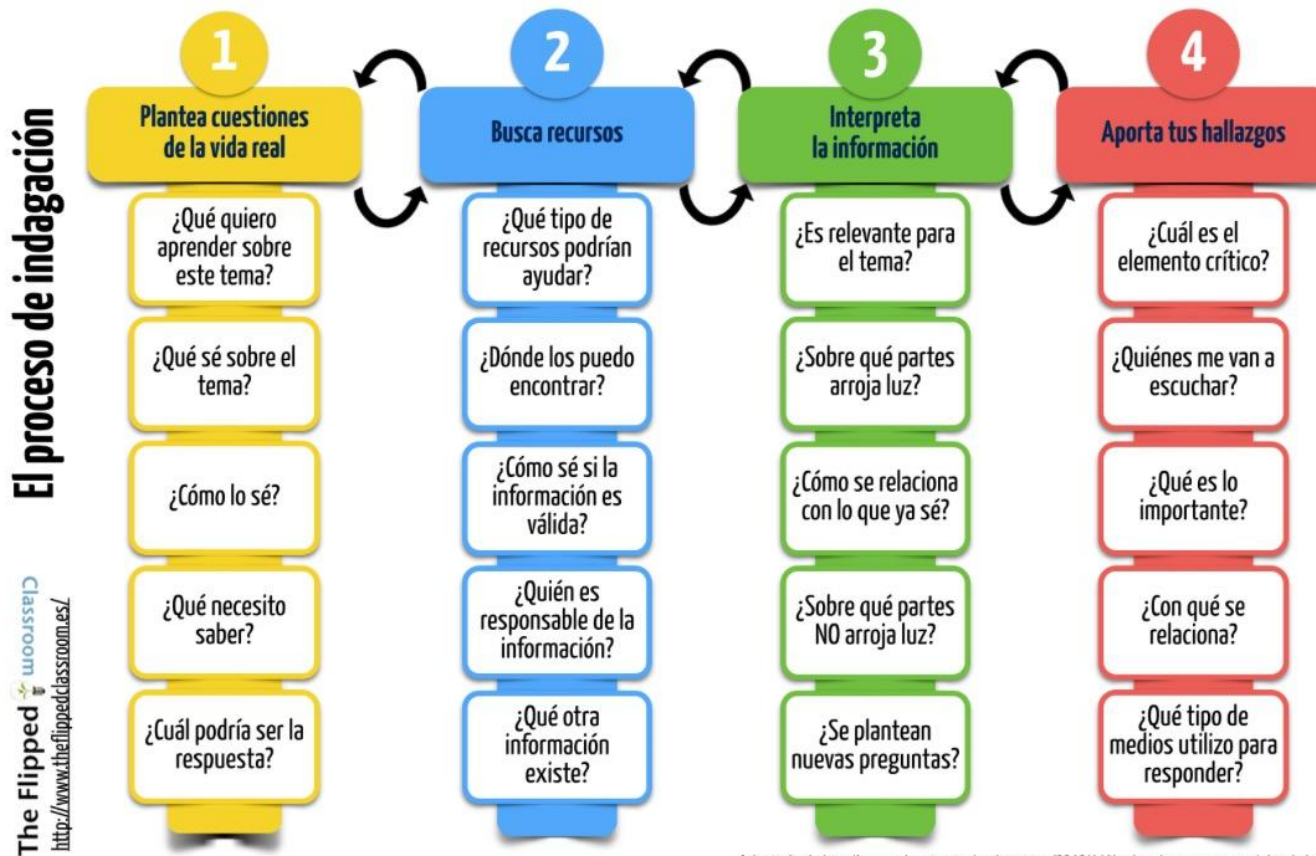 El proceso de indagación
The Flipped Classroom
http://www.theflippedclassroom.es/
1
Plantea cuestiones
de la vida real
¿Qué quiero
aprender sobre
este tema?
¿Qué sé sobre el
tema?
¿Cómo lo sé?
¿Qué necesito
saber?
¿Cuál podría ser la
respuesta?
2
Busca recursos
¿Qué tipo de
recursos podrían
ayudar?
¿Dónde los puedo
encontrar?
¿Cómo sé si la
información es
válida?
¿Quién es
responsable de la
información?
¿Qué otra
información
existe?
3
Interpreta
la información
¿Es relevante para
el tema?
¿Sobre qué partes
arroja luz?
¿Cómo se relaciona
con lo que ya sé?
¿Sobre qué partes
NO arroja luz?
¿Se plantean
nuevas preguntas?
4
Aporta tus hallazgos
¿Cuál es el
elemento crítico?
¿Quiénes me van a
escuchar?
¿Qué es lo
importante?
¿Con qué se
relaciona?
¿Qué tipo de
medios utilizo para
responder?